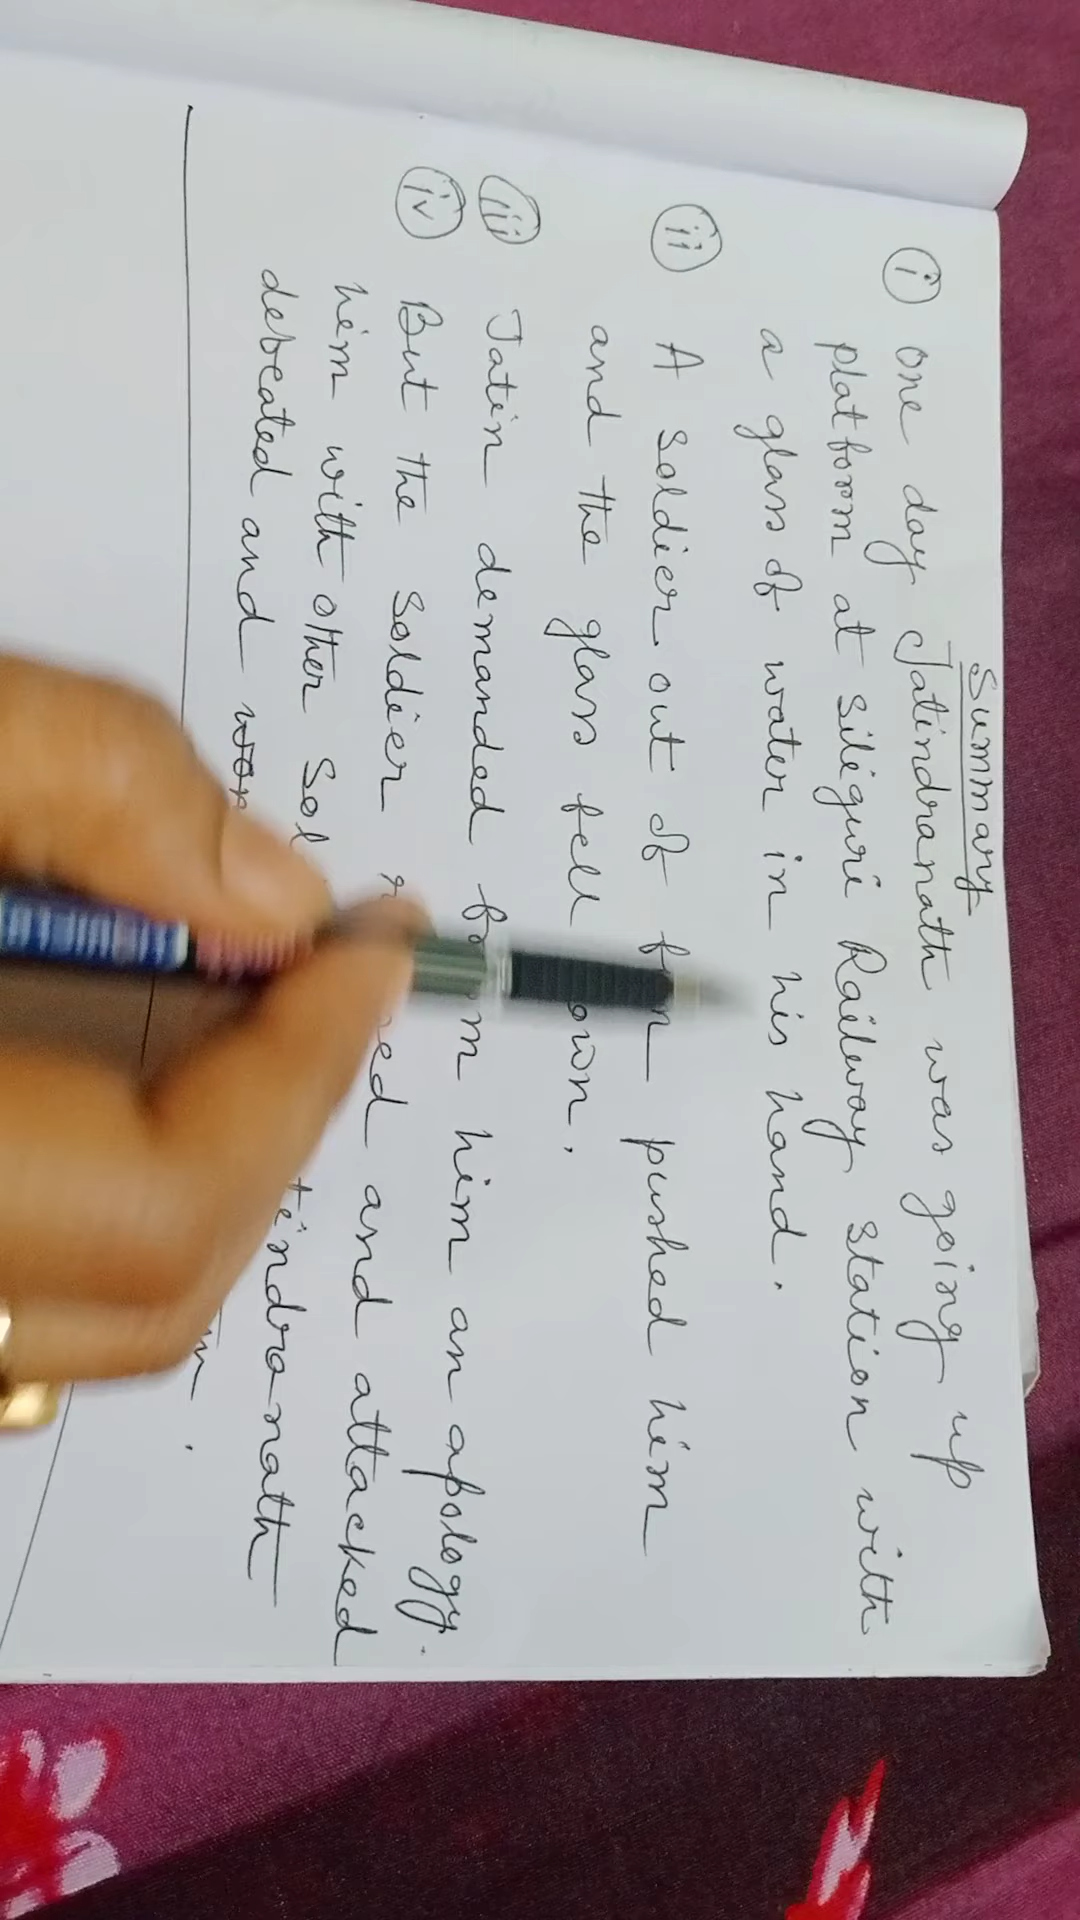 Summary
i one day Jatindranath was going up
platform at Siliguri Railway Station with
a glass of water in his hand.
ii A Soldier out of pushed him
and the glass fell
iii Jatin demanded him an apology.
iv But the Soldier and attacked
him with other
defeated and